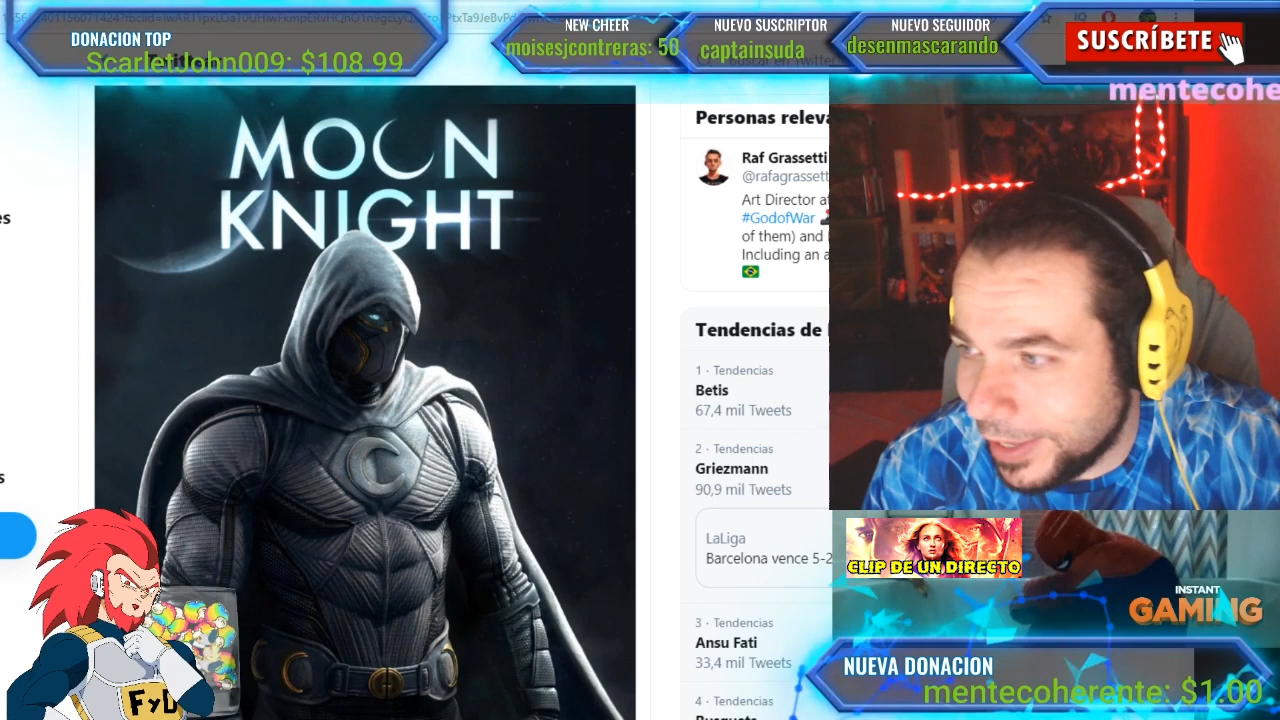 DONACION TOP
ScarletJohn009: $108.99
NEW CHEER
moisesjcontreras: 50
NUEVO SUSCRIPTOR
captainsuda
NUEVO SEGUIDOR
desenmascarando
SUSCRÍBETE
mentecohe
MOON
KNIGHT
es
s
Personas releva
Raf Grassetti
@rafagrassett
Art Director at
#GodofWar
of them) and
Including an a
Tendencias de
1 · Tendencias
Betis
67,4 mil Tweets
2 · Tendencias
Griezmann
90,9 mil Tweets
LaLiga
Barcelona vence 5-2
3 · Tendencias
Ansu Fati
33,4 mil Tweets
4 · Tendencias
Busquets
CLIP DE UN DIRECTO
INSTANT
GAMING
NUEVA DONACION
mentecoherente: $1.00
FyD